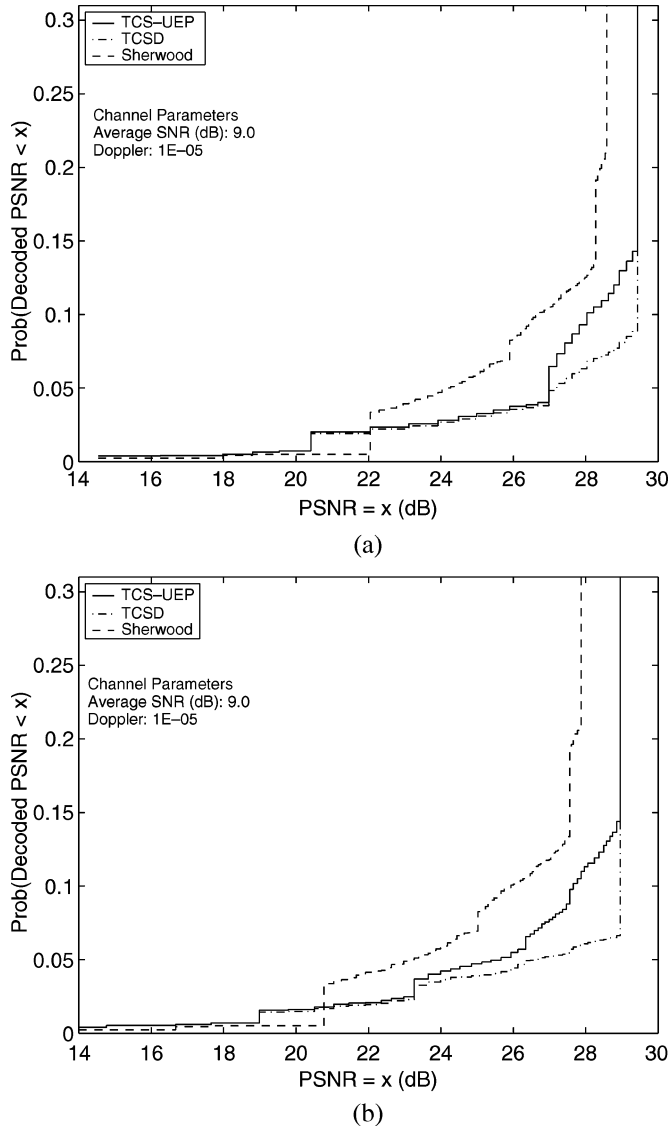 0.3
0.25
0.2
0.15
0.1
0.05
0
Prob(Decoded PSNR < x)
TCS–UEP
TCSD
Sherwood
Channel Parameters
Average SNR (dB): 9.0
Doppler: 1E–05
14 16 18 20 22 24 26 28 30
PSNR = x (dB)
(a)
0.3
0.25
0.2
0.15
0.1
0.05
0
Prob(Decoded PSNR < x)
TCS–UEP
TCSD
Sherwood
Channel Parameters
Average SNR (dB): 9.0
Doppler: 1E–05
14 16 18 20 22 24 26 28 30
PSNR = x (dB)
(b)